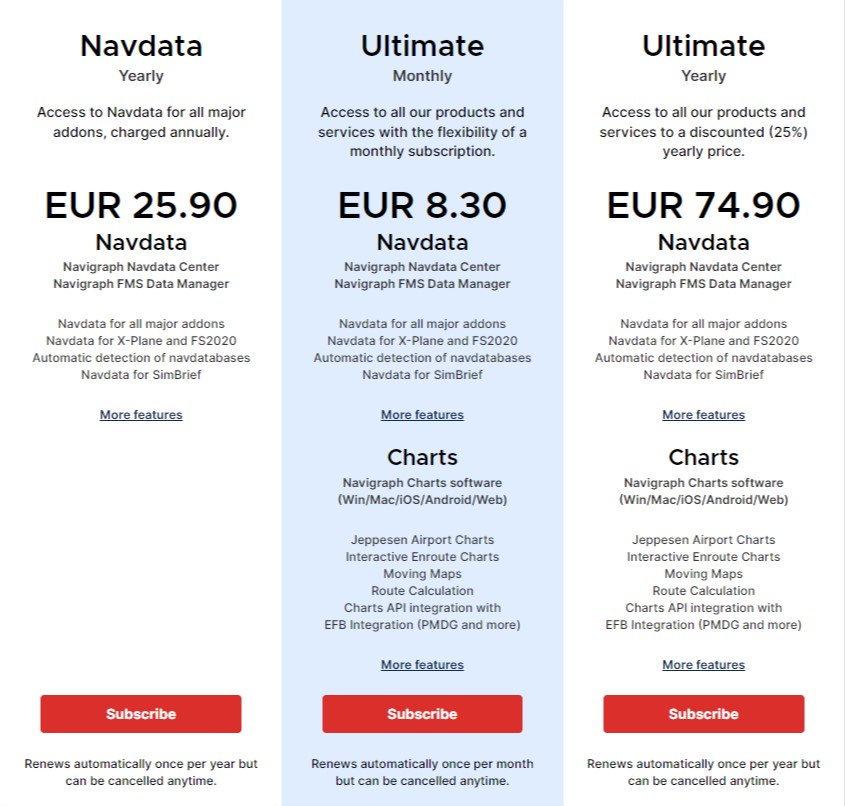 Navdata
Yearly
Access to Navdata for all major
addons, charged annually.
EUR 25.90
Navdata
Navigraph Navdata Center
Navigraph FMS Data Manager
Navdata for all major addons
Navdata for X-Plane and FS2020
Automatic detection of navdatabases
Navdata for SimBrief
More features
Subscribe
Renews automatically once per year but
can be cancelled anytime.
Ultimate
Monthly
Access to all our products and
services with the flexibility of a
monthly subscription.
EUR 8.30
Navdata
Navigraph Navdata Center
Navigraph FMS Data Manager
Navdata for all major addons
Navdata for X-Plane and FS2020
Automatic detection of navdatabases
Navdata for SimBrief
More features
Charts
Navigraph Charts software
(Win/Mac/iOS/Android/Web)
Jeppesen Airport Charts
Interactive Enroute Charts
Moving Maps
Route Calculation
Charts API integration with
EFB Integration (PMDG and more)
More features
Subscribe
Renews automatically once per month
but can be cancelled anytime.
Ultimate
Yearly
Access to all our products and
services to a discounted (25%)
yearly price.
EUR 74.90
Navdata
Navigraph Navdata Center
Navigraph FMS Data Manager
Navdata for all major addons
Navdata for X-Plane and FS2020
Automatic detection of navdatabases
Navdata for SimBrief
More features
Charts
Navigraph Charts software
(Win/Mac/iOS/Android/Web)
Jeppesen Airport Charts
Interactive Enroute Charts
Moving Maps
Route Calculation
Charts API integration with
EFB Integration (PMDG and more)
More features
Subscribe
Renews automatically once per year but
can be cancelled anytime.